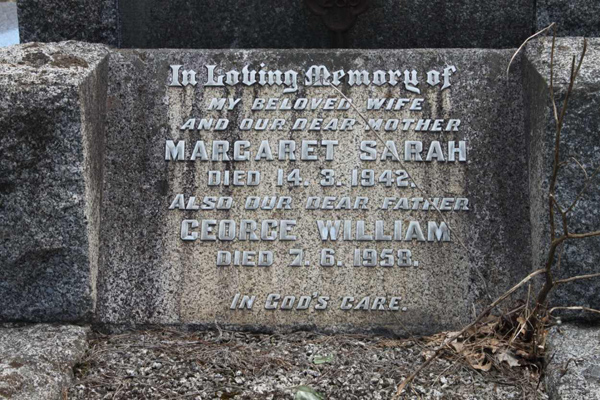 In Loving Memory of
MY BELOVED WIFE
AND OUR DEAR MOTHER
MARGARET SARAH
DIED 14. 3. 1942.
ALSO OUR DEAR FATHER
GEORGE WILLIAM
DIED 7. 6. 1958.
IN GOD'S CARE.